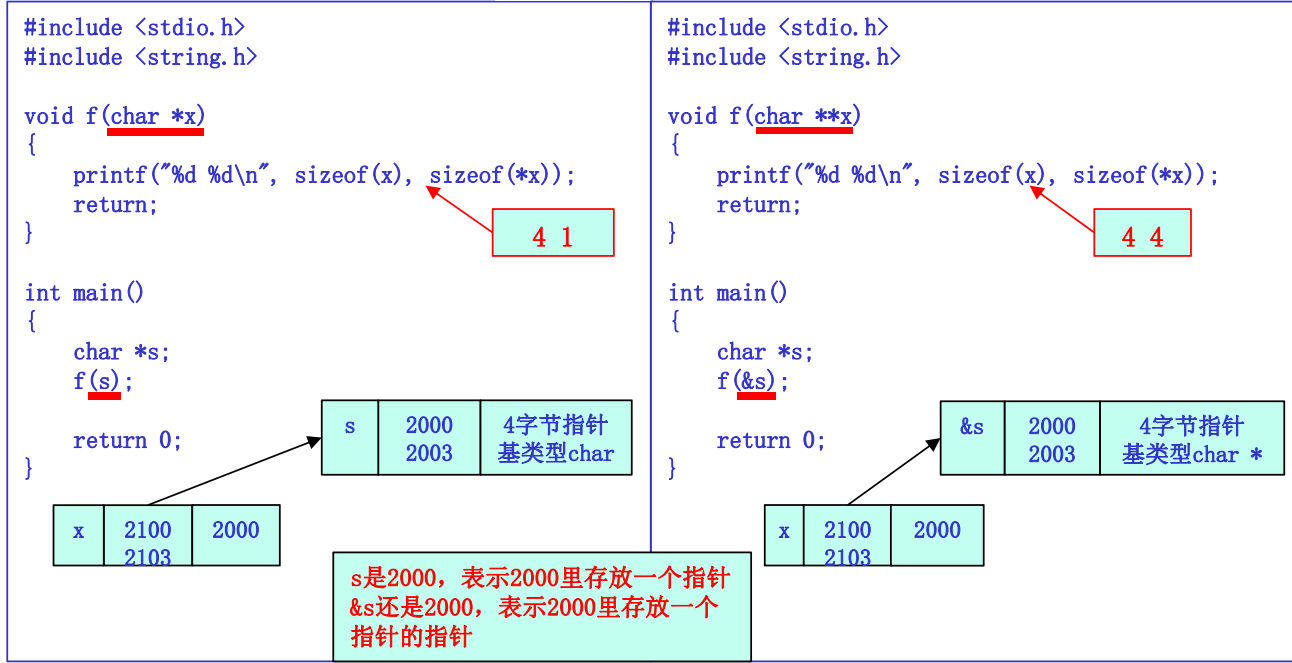 #include <stdio.h>
#include <string.h>
void f(char *x)
{
printf("%d %d\n", sizeof(x), sizeof(*x));
return;
}
4 1
int main()
{
char *s;
f(s);
return 0;
}
s 2000 4字节指针
2003 基类型char
x 2100 2000
2103
#include <stdio.h>
#include <string.h>
void f(char **x)
{
printf("%d %d\n", sizeof(x), sizeof(*x));
return;
}
4 4
int main()
{
char *s;
f(&s);
return 0;
}
&s 2000 4字节指针
2003 基类型char *
x 2100 2000
2103
s是2000，表示2000里存放一个指针
&s还是2000，表示2000里存放一个
指针的指针